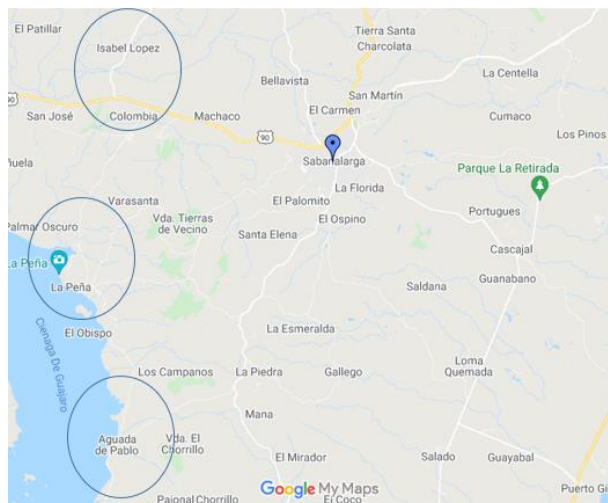 El Patillar
Isabel Lopez
Tierra Santa
Charcolata
Bellavista
La Centella
El Carmen
San Martín
San José
Colombia
Machaco
Cumaco
90
90
Los Pinos
ñuela
Sabanalarga
Parque La Retirada
La Florida
Varasanta
El Palomito
Portugues
Palmar Oscuro
Vda. Tierras
de Vecino
El Ospino
Santa Elena
Cascajal
La Peña
La Peña
Guanabano
Saldana
El Obispo
La Esmeralda
Cienaga De Guajaro
Los Campanos
La Piedra
Gallego
Loma
Quemada
Mana
Aguada
de Pablo
Vda. El
Chorrillo
El Mirador
Salado
Guayabal
Google My Maps
Puerto G
Pajonal Chorrillo
El Coco